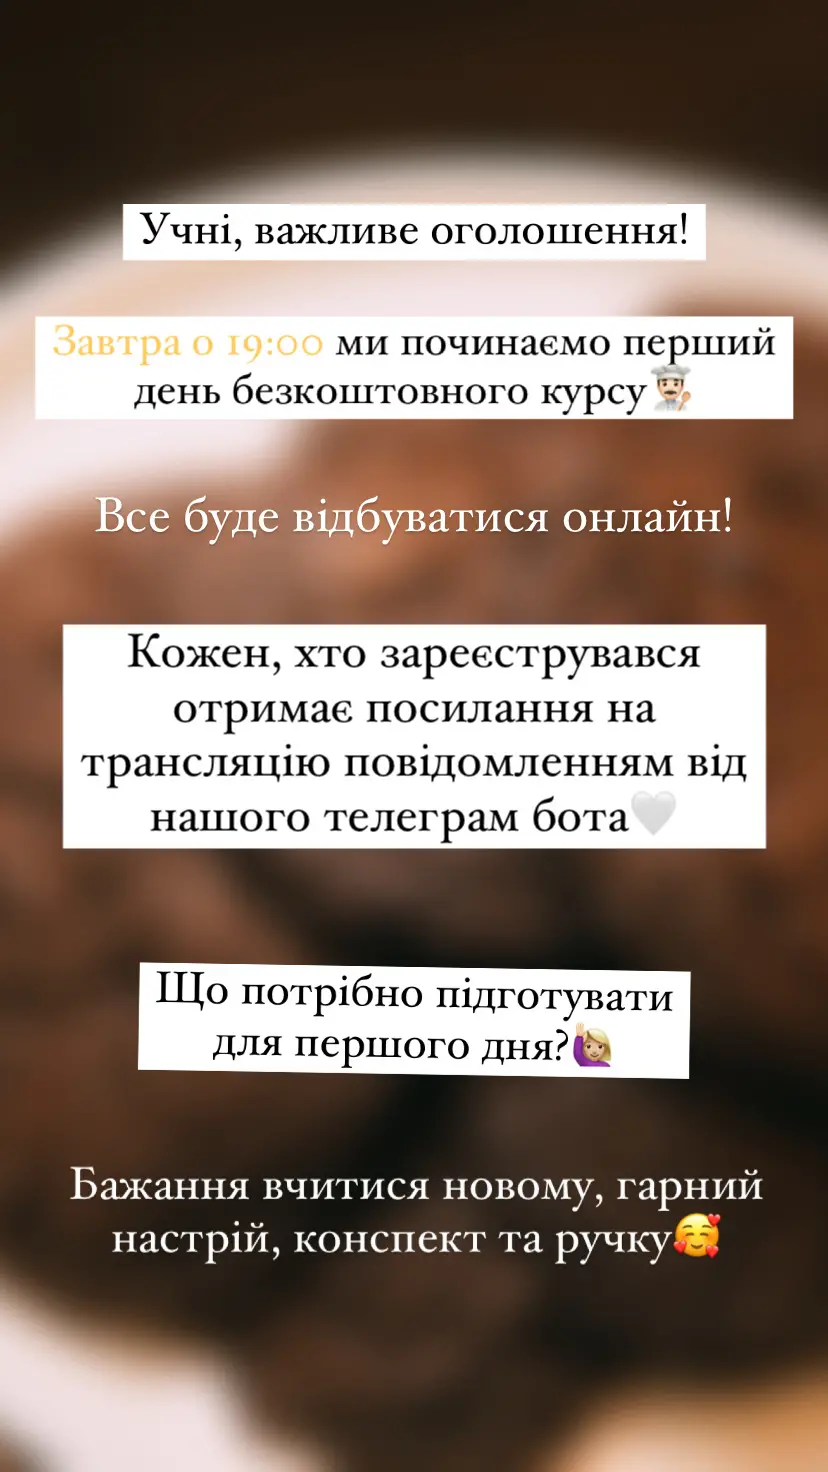 Учні, важливе оголошення!
Завтра о 19:00 ми починаємо перший
день безкоштовного курсу👨🏻‍🍳
Все буде відбуватися онлайн!
Кожен, хто зареєструвався
отримає посилання на
трансляцію повідомленням від
нашого телеграм бота🤍
Що потрібно підготувати
для першого дня?🙋🏼‍♀️
Бажання вчитися новому, гарний
настрій, конспект та ручку🥰